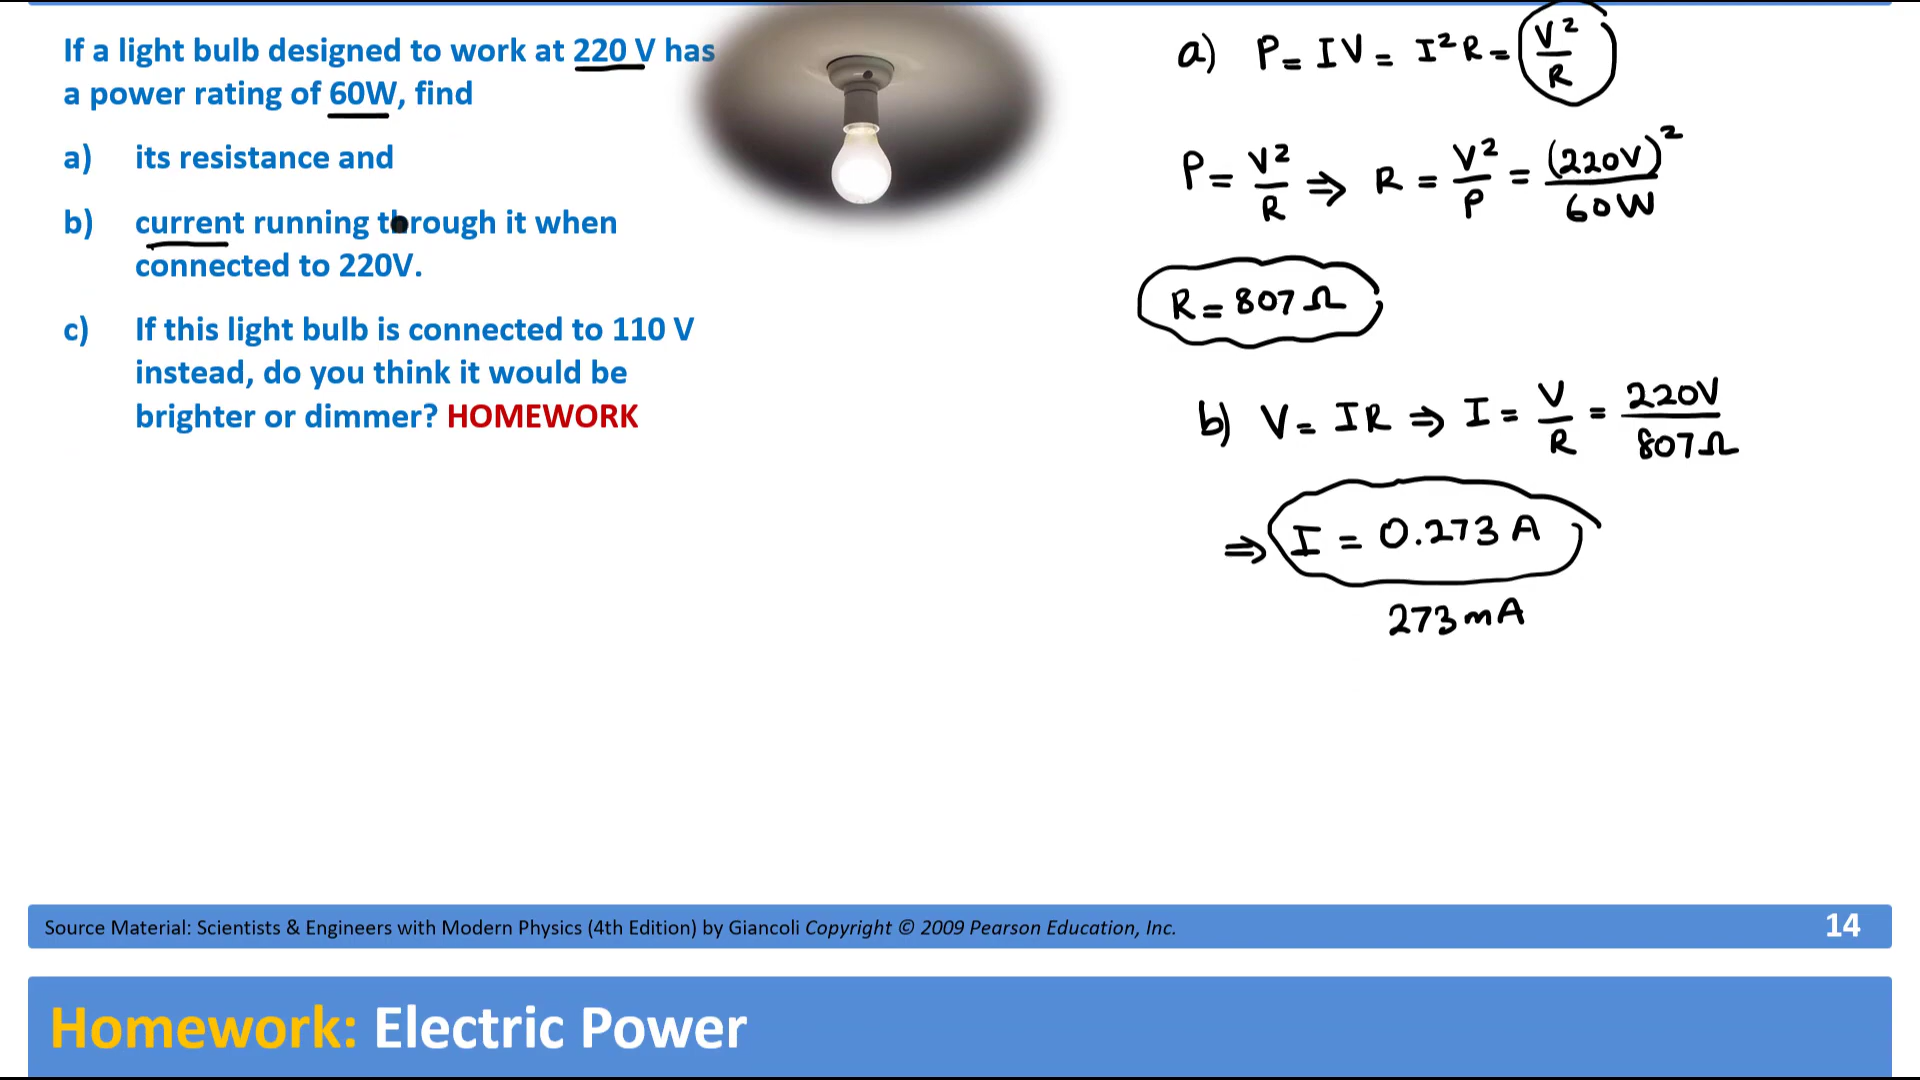 If a light bulb designed to work at 220 V has
a power rating of 60W, find
a) its resistance and
b) current running through it when
connected to 220V.
c) If this light bulb is connected to 110 V
instead, do you think it would be
brighter or dimmer? HOMEWORK
a) P = IV = I²R = V²/R
P = V²/R ⇒ R = V²/P = (220V)²/60W
R = 807 Ω
b) V = IR ⇒ I = V/R = 220V/807Ω
⇒ I = 0.273 A
273 mA
Source Material: Scientists & Engineers with Modern Physics (4th Edition) by Giancoli Copyright © 2009 Pearson Education, Inc.
14
Homework: Electric Power